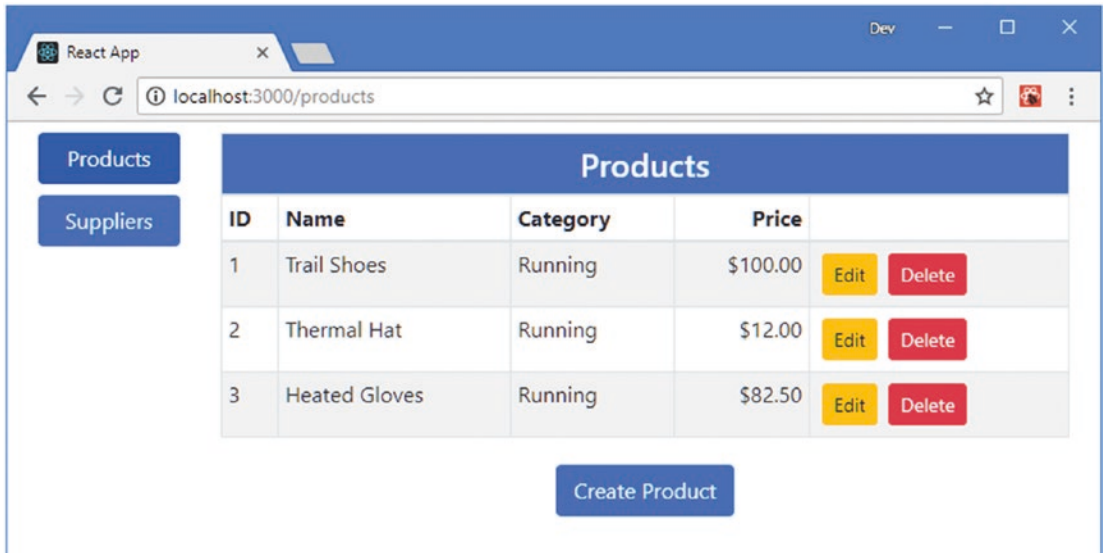 Dev
React App
localhost:3000/products
Products
Suppliers
Products
ID Name Category Price
1 Trail Shoes Running $100.00 Edit Delete
2 Thermal Hat Running $12.00 Edit Delete
3 Heated Gloves Running $82.50 Edit Delete
Create Product